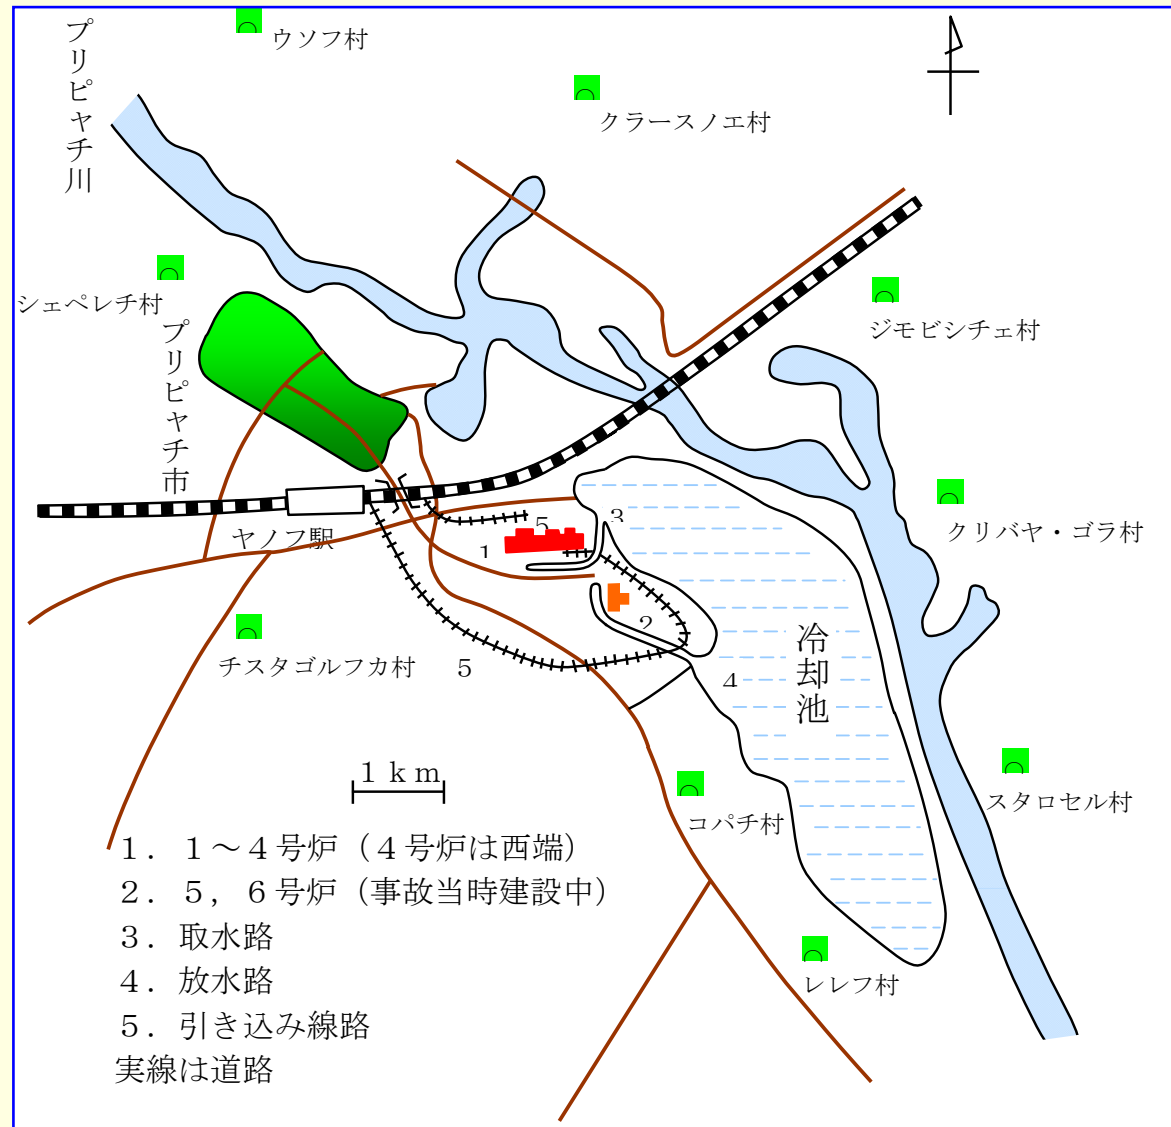 プリピャチ川
ウソフ村
クラースノエ村
シェペレチ村
プリピャチ市
ジモビシチェ村
ヤノフ駅
クリバヤ・ゴラ村
3
5
1
2
チスタゴルフカ村
5
4
冷却池
1km
コパチ村
スタロセル村
レレフ村
１．１～４号炉（４号炉は西端）
２．５，６号炉（事故当時建設中）
３．取水路
４．放水路
５．引き込み線路
実線は道路